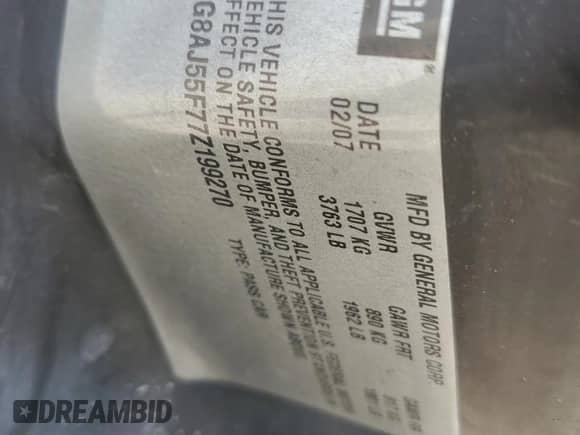 GM ®
MFD BY GENERAL MOTORS CORP
DATE GVWR GAWR FRT
02/07 1707 KG 890 KG
3763 LB 1962 LB
THIS VEHICLE CONFORMS TO ALL APPLICABLE U.S. FEDERAL
VEHICLE SAFETY, BUMPER, AND THEFT PREVENTION STANDARDS
EFFECT ON THE DATE OF MANUFACTURE SHOWN ABOVE
G8AJ55F77Z199270 TYPE: PASS CAR
DREAMBID